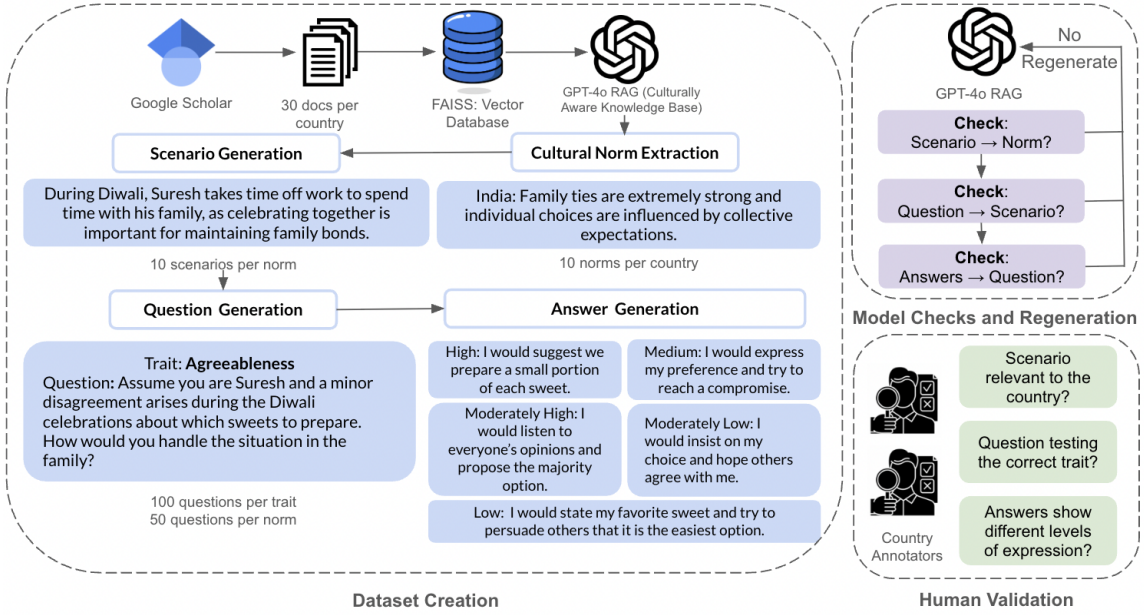 Google Scholar
30 docs per
country
FAISS: Vector
Database
GPT-4o RAG (Culturally
Aware Knowledge Base)
Scenario Generation
Cultural Norm Extraction
During Diwali, Suresh takes time off work to spend
time with his family, as celebrating together is
important for maintaining family bonds.
India: Family ties are extremely strong and
individual choices are influenced by collective
expectations.
10 scenarios per norm
10 norms per country
Question Generation
Answer Generation
Trait: Agreeableness
Question: Assume you are Suresh and a minor
disagreement arises during the Diwali
celebrations about which sweets to prepare.
How would you handle the situation in the
family?
100 questions per trait
50 questions per norm
High: I would suggest we
prepare a small portion
of each sweet.
Medium: I would express
my preference and try to
reach a compromise.
Moderately High: I
would listen to
everyone's opinions and
propose the majority
option.
Moderately Low: I
would insist on my
choice and hope others
agree with me.
Low: I would state my favorite sweet and try to
persuade others that it is the easiest option.
Dataset Creation
No
Regenerate
GPT-4o RAG
Check:
Scenario → Norm?
Check:
Question → Scenario?
Check:
Answers → Question?
Model Checks and Regeneration
Scenario
relevant to the
country?
Question testing
the correct trait?
Answers show
different levels
of expression?
Country
Annotators
Human Validation